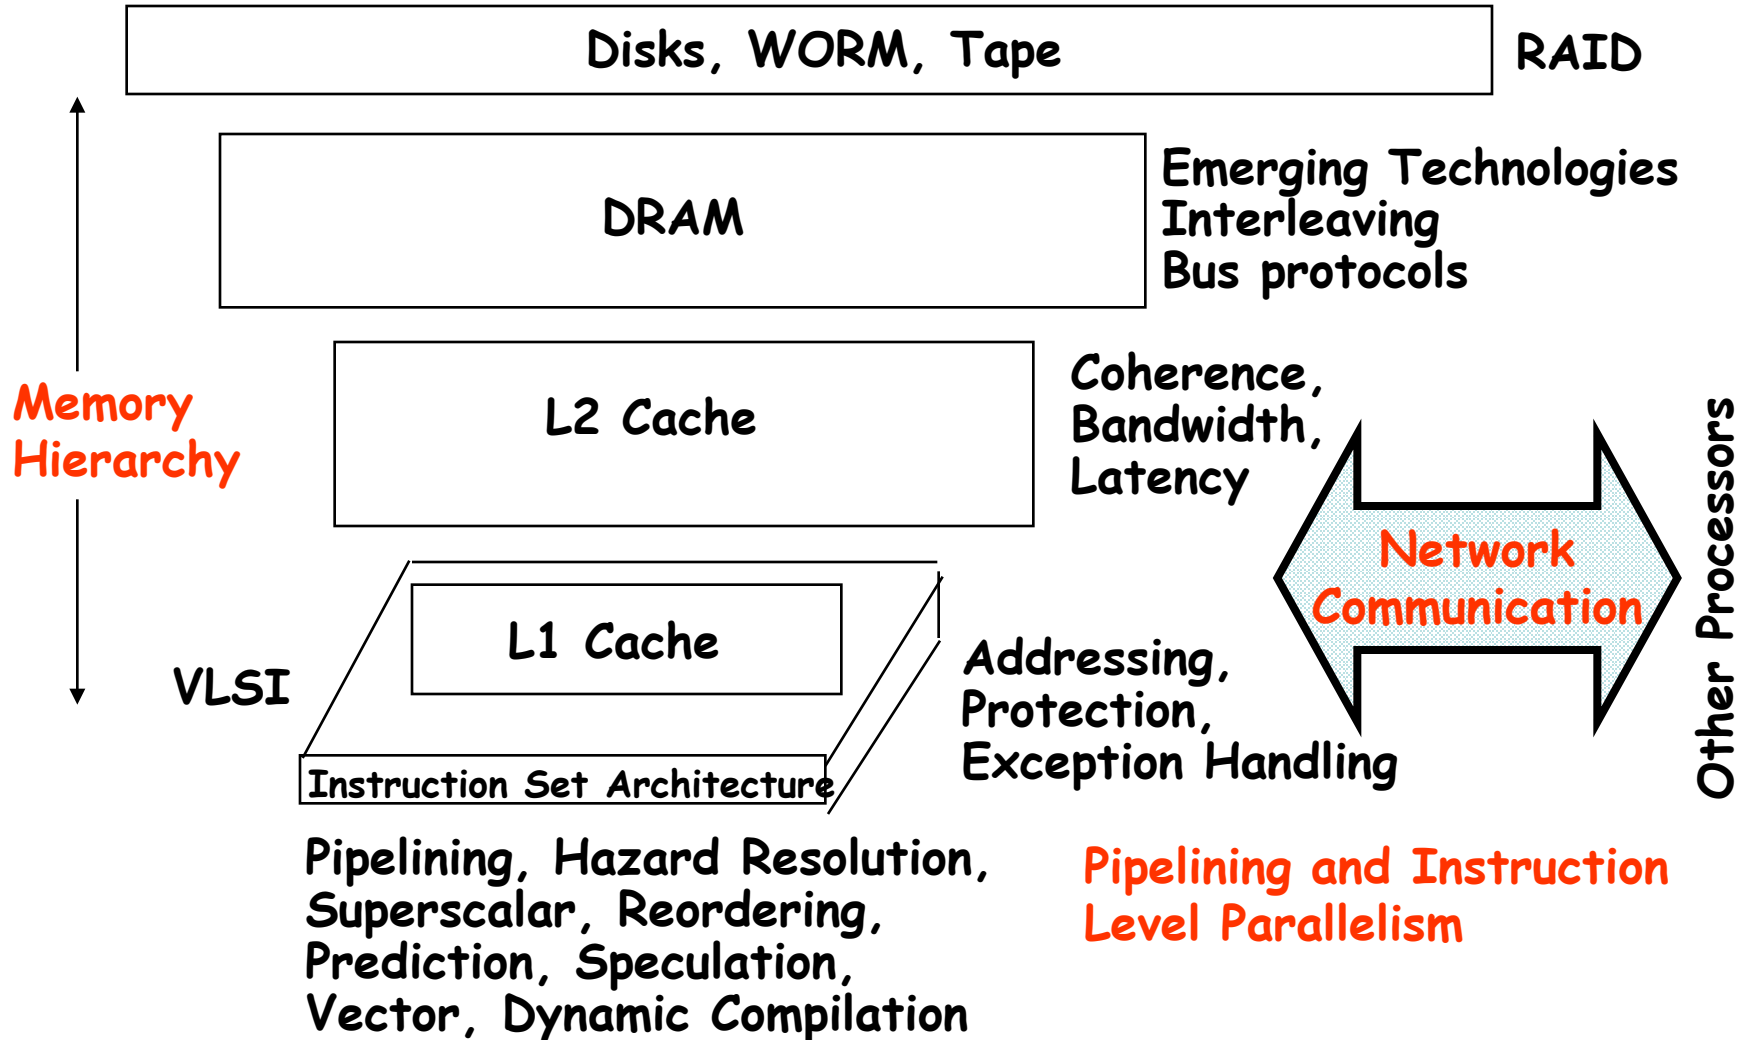 Disks, WORM, Tape
RAID
DRAM
Emerging Technologies
Interleaving
Bus protocols
Memory
Hierarchy
L2 Cache
Coherence,
Bandwidth,
Latency
Network
Communication
Other Processors
L1 Cache
VLSI
Addressing,
Protection,
Exception Handling
Instruction Set Architecture
Pipelining, Hazard Resolution,
Superscalar, Reordering,
Prediction, Speculation,
Vector, Dynamic Compilation
Pipelining and Instruction
Level Parallelism